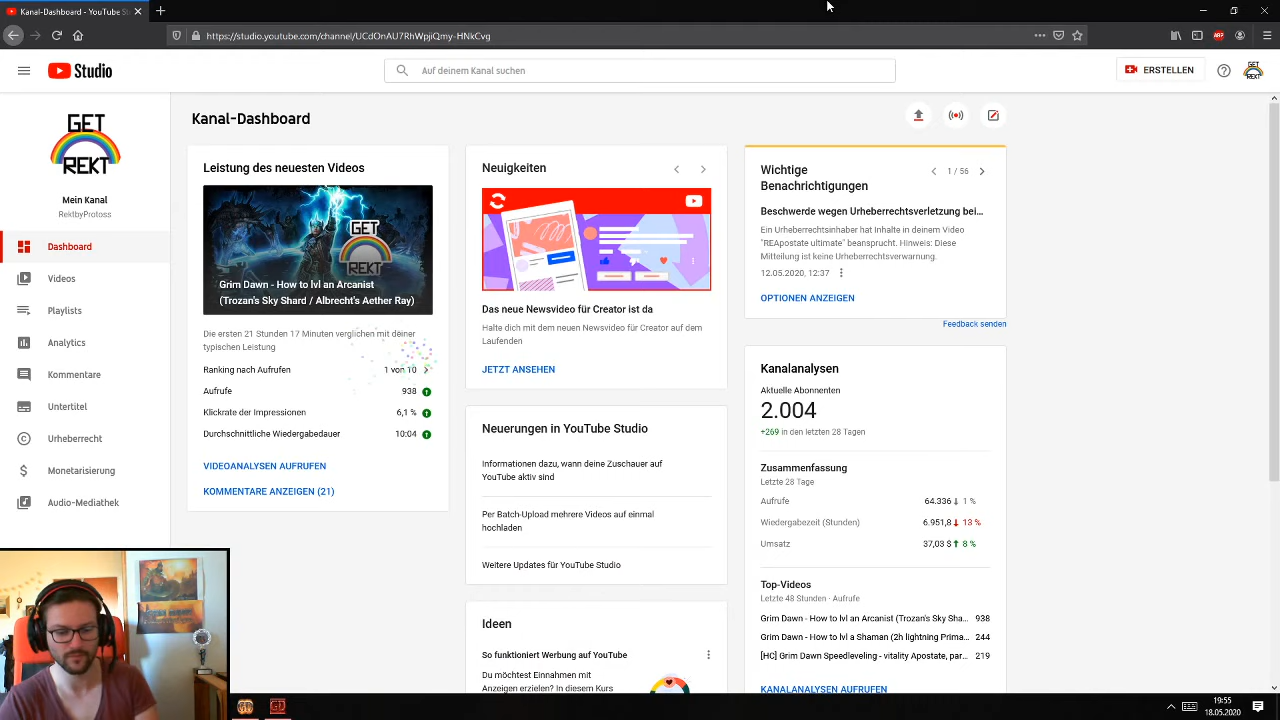 Kanal-Dashboard - YouTube St
https://studio.youtube.com/channel/UCdOnAU7RhWpjiQmy-HNkCvg
Studio
Auf deinem Kanal suchen
ERSTELLEN
GET
REKT
GET
REKT
Mein Kanal
RektbyProtoss
Dashboard
Videos
Playlists
Analytics
Kommentare
Untertitel
Urheberrecht
Monetarisierung
Audio-Mediathek
Kanal-Dashboard
Leistung des neuesten Videos
GET
REKT
Grim Dawn - How to lvl an Arcanist
(Trozan's Sky Shard / Albrecht's Aether Ray)
Die ersten 21 Stunden 17 Minuten verglichen mit deiner
typischen Leistung
Ranking nach Aufrufen 1 von 10
Aufrufe 938
Klickrate der Impressionen 6,1 %
Durchschnittliche Wiedergabedauer 10:04
VIDEOANALYSEN AUFRUFEN
KOMMENTARE ANZEIGEN (21)
Neuigkeiten
Das neue Newsvideo für Creator ist da
Halte dich mit dem neuen Newsvideo für Creator auf dem
Laufenden
JETZT ANSEHEN
Neuerungen in YouTube Studio
Informationen dazu, wann deine Zuschauer auf
YouTube aktiv sind
Per Batch-Upload mehrere Videos auf einmal
hochladen
Weitere Updates für YouTube Studio
Ideen
So funktioniert Werbung auf YouTube
Du möchtest Einnahmen mit
Anzeigen erzielen? In diesem Kurs
Wichtige
Benachrichtigungen
1 / 56
Beschwerde wegen Urheberrechtsverletzung bei...
Ein Urheberrechtsinhaber hat Inhalte in deinem Video
"REApostate ultimate" beansprucht. Hinweis: Diese
Mitteilung ist keine Urheberrechtsverwarnung.
12.05.2020, 12:37
OPTIONEN ANZEIGEN
Feedback senden
Kanalanalysen
Aktuelle Abonnenten
2.004
+269 in den letzten 28 Tagen
Zusammenfassung
Letzte 28 Tage
Aufrufe 64.336 1 %
Wiedergabezeit (Stunden) 6.951,8 13 %
Umsatz 37,03 $ 8 %
Top-Videos
Letzte 48 Stunden · Aufrufe
Grim Dawn - How to lvl an Arcanist (Trozan's Sky Sha... 938
Grim Dawn - How to lvl a Shaman (2h lightning Prima... 244
[HC] Grim Dawn Speedleveling - vitality Apostate, par... 219
KANALANALYSEN AUFRUFEN
19:55
18.05.2020